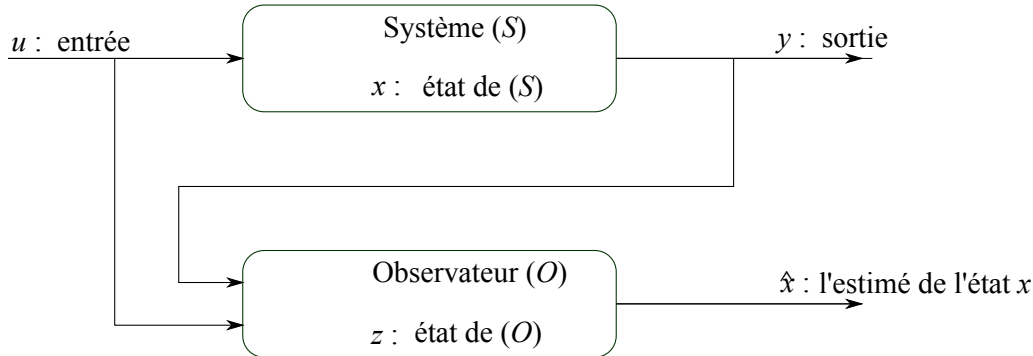 u : entrée
Système (S)
x : état de (S)
y : sortie
Observateur (O)
z : état de (O)
x̂ : l'estimé de l'état x